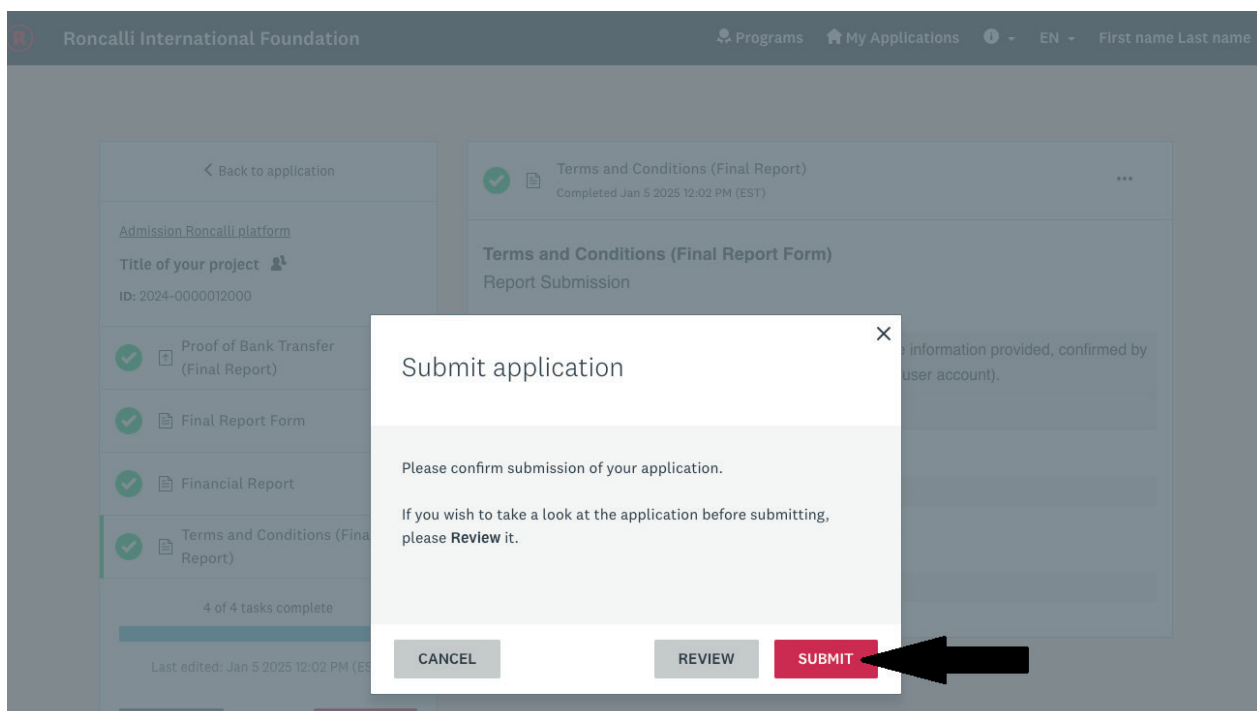 R Roncalli International Foundation Programs My Applications EN First name Last name
Back to application
Admission Roncalli platform
Title of your project
ID: 2024-0000012000
Proof of Bank Transfer
(Final Report)
Final Report Form
Financial Report
Terms and Conditions (Fina
Report)
4 of 4 tasks complete
Last edited: Jan 5 2025 12:02 PM (ES
Terms and Conditions (Final Report)
Completed Jan 5 2025 12:02 PM (EST)
...
Terms and Conditions (Final Report Form)
Report Submission
information provided, confirmed by
user account).
Submit application
Please confirm submission of your application.
If you wish to take a look at the application before submitting,
please Review it.
CANCEL REVIEW SUBMIT